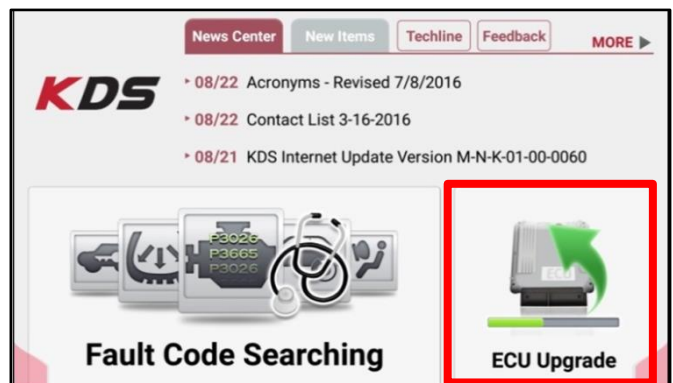 News Center New Items Techline Feedback MORE
KDS
08/22 Acronyms - Revised 7/8/2016
08/22 Contact List 3-16-2016
08/21 KDS Internet Update Version M-N-K-01-00-0060
P3026
P3665
P3026
ECU
Fault Code Searching
ECU Upgrade